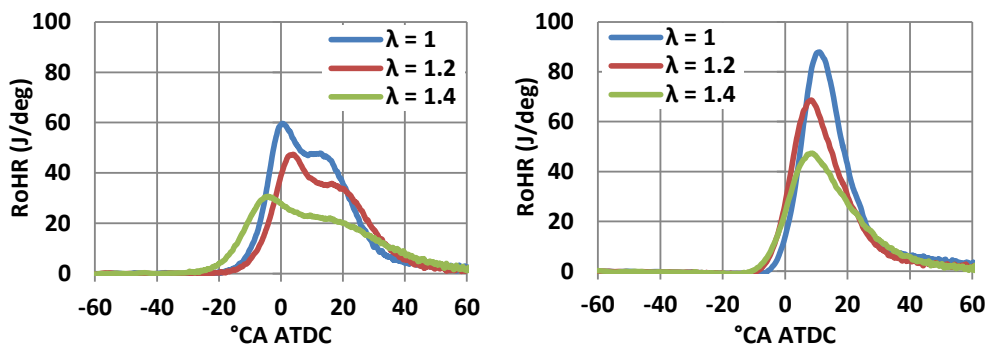 100
80
60
40
20
0
RoHR (J/deg)
λ = 1
λ = 1.2
λ = 1.4
-60 -40 -20 0 20 40 60
°CA ATDC
100
80
60
40
20
0
RoHR (J/deg)
λ = 1
λ = 1.2
λ = 1.4
-60 -40 -20 0 20 40 60
°CA ATDC